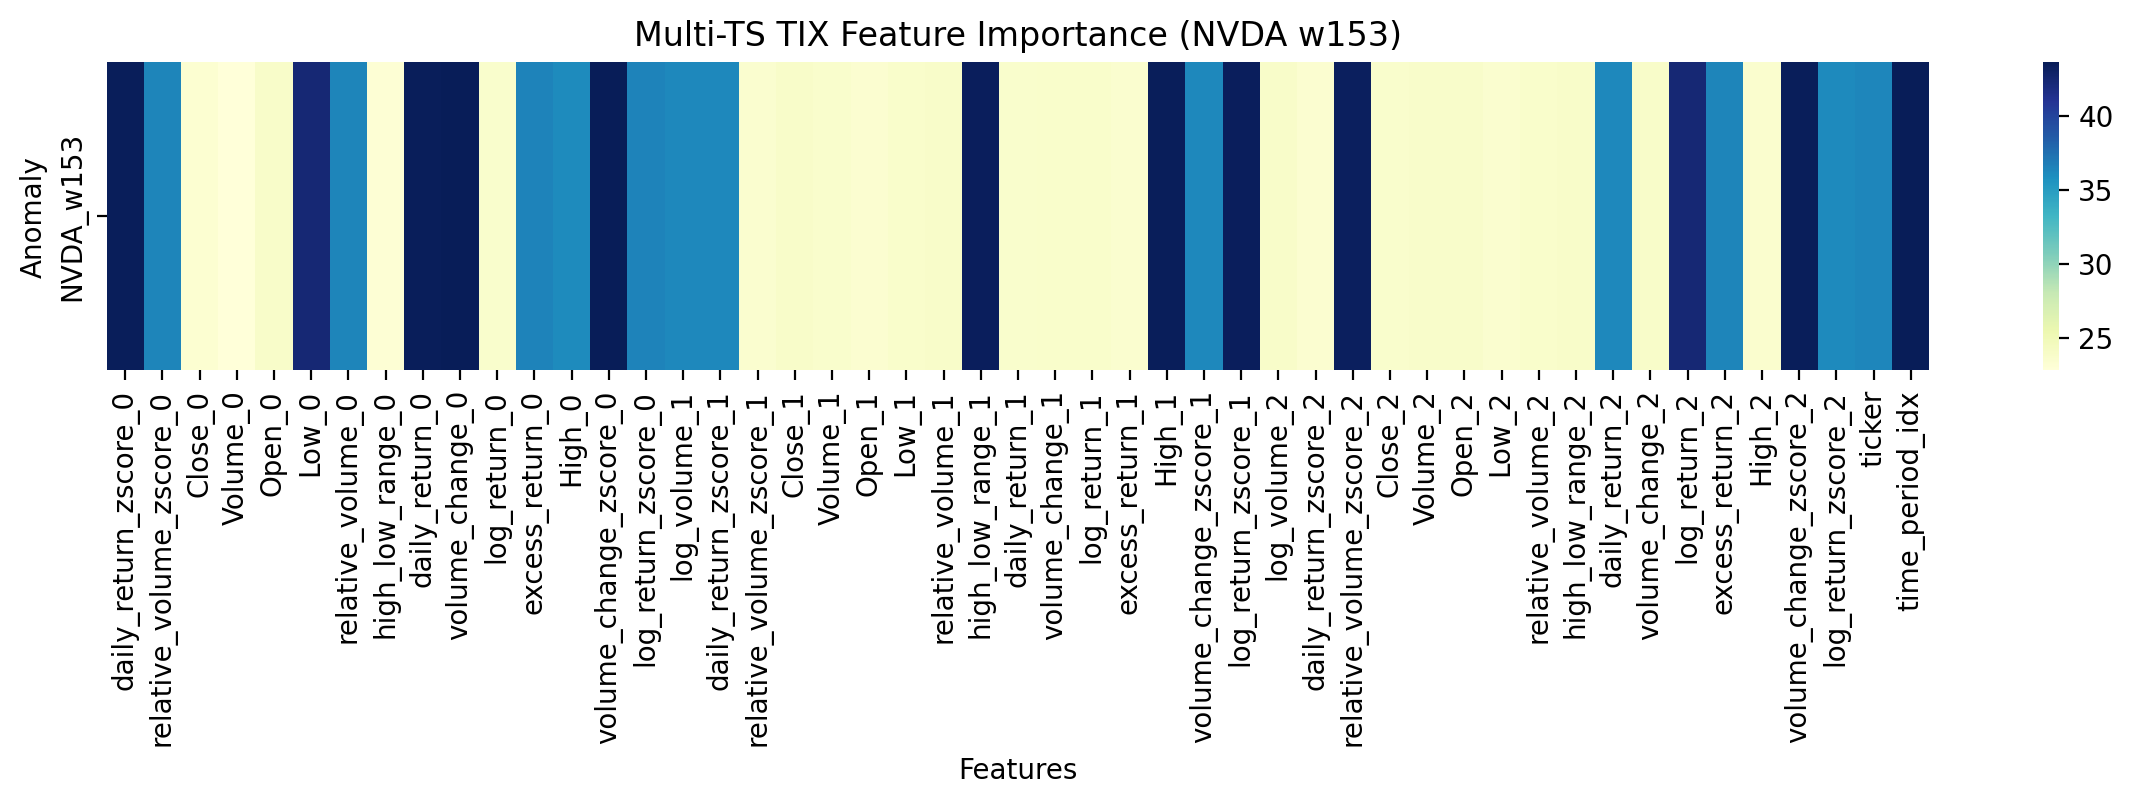 Multi-TS TIX Feature Importance (NVDA w153)
Anomaly
NVDA_w153
40
35
30
25
daily_return_zscore_0
relative_volume_zscore_0
Close_0
Volume_0
Open_0
Low_0
relative_volume_0
high_low_range_0
daily_return_0
volume_change_0
log_return_0
excess_return_0
High_0
volume_change_zscore_0
log_return_zscore_0
log_volume_1
daily_return_zscore_1
relative_volume_zscore_1
Close_1
Volume_1
Open_1
Low_1
relative_volume_1
high_low_range_1
daily_return_1
volume_change_1
log_return_1
excess_return_1
High_1
volume_change_zscore_1
log_return_zscore_1
log_volume_2
daily_return_zscore_2
relative_volume_zscore_2
Close_2
Volume_2
Open_2
Low_2
relative_volume_2
high_low_range_2
daily_return_2
volume_change_2
log_return_2
excess_return_2
High_2
volume_change_zscore_2
log_return_zscore_2
ticker
time_period_idx
Features